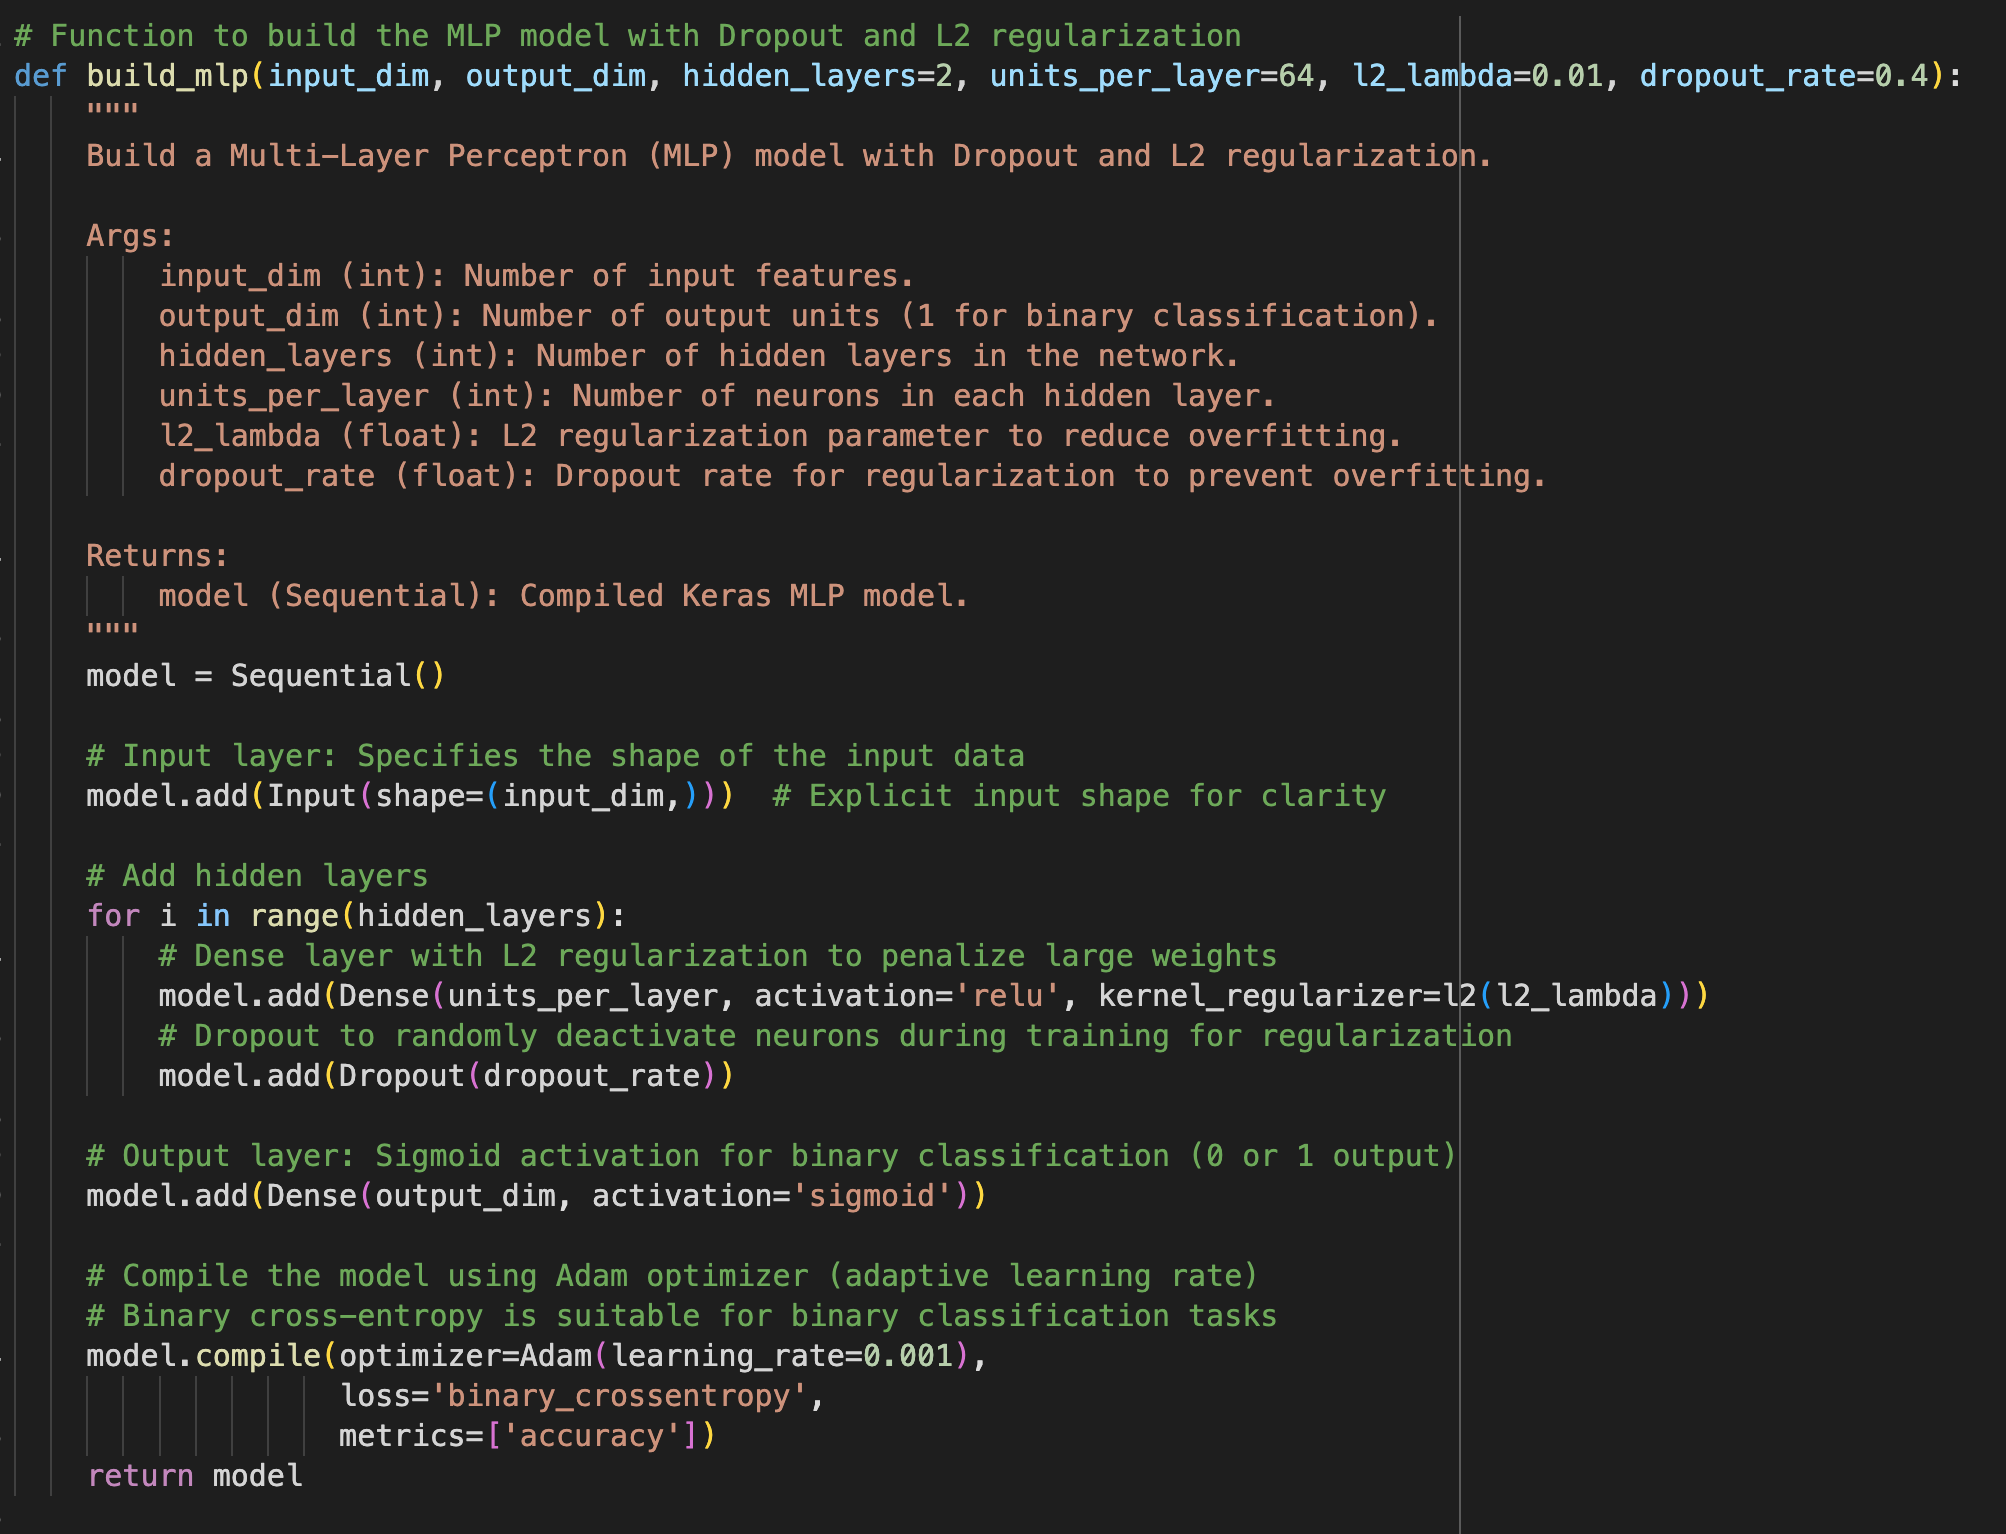 # Function to build the MLP model with Dropout and L2 regularization
def build_mlp(input_dim, output_dim, hidden_layers=2, units_per_layer=64, l2_lambda=0.01, dropout_rate=0.4):
    """
    Build a Multi-Layer Perceptron (MLP) model with Dropout and L2 regularization.

    Args:
        input_dim (int): Number of input features.
        output_dim (int): Number of output units (1 for binary classification).
        hidden_layers (int): Number of hidden layers in the network.
        units_per_layer (int): Number of neurons in each hidden layer.
        l2_lambda (float): L2 regularization parameter to reduce overfitting.
        dropout_rate (float): Dropout rate for regularization to prevent overfitting.

    Returns:
        model (Sequential): Compiled Keras MLP model.
    """
    model = Sequential()

    # Input layer: Specifies the shape of the input data
    model.add(Input(shape=(input_dim,)))  # Explicit input shape for clarity

    # Add hidden layers
    for i in range(hidden_layers):
        # Dense layer with L2 regularization to penalize large weights
        model.add(Dense(units_per_layer, activation='relu', kernel_regularizer=l2(l2_lambda)))
        # Dropout to randomly deactivate neurons during training for regularization
        model.add(Dropout(dropout_rate))

    # Output layer: Sigmoid activation for binary classification (0 or 1 output)
    model.add(Dense(output_dim, activation='sigmoid'))

    # Compile the model using Adam optimizer (adaptive learning rate)
    # Binary cross-entropy is suitable for binary classification tasks
    model.compile(optimizer=Adam(learning_rate=0.001),
                  loss='binary_crossentropy',
                  metrics=['accuracy'])
    return model